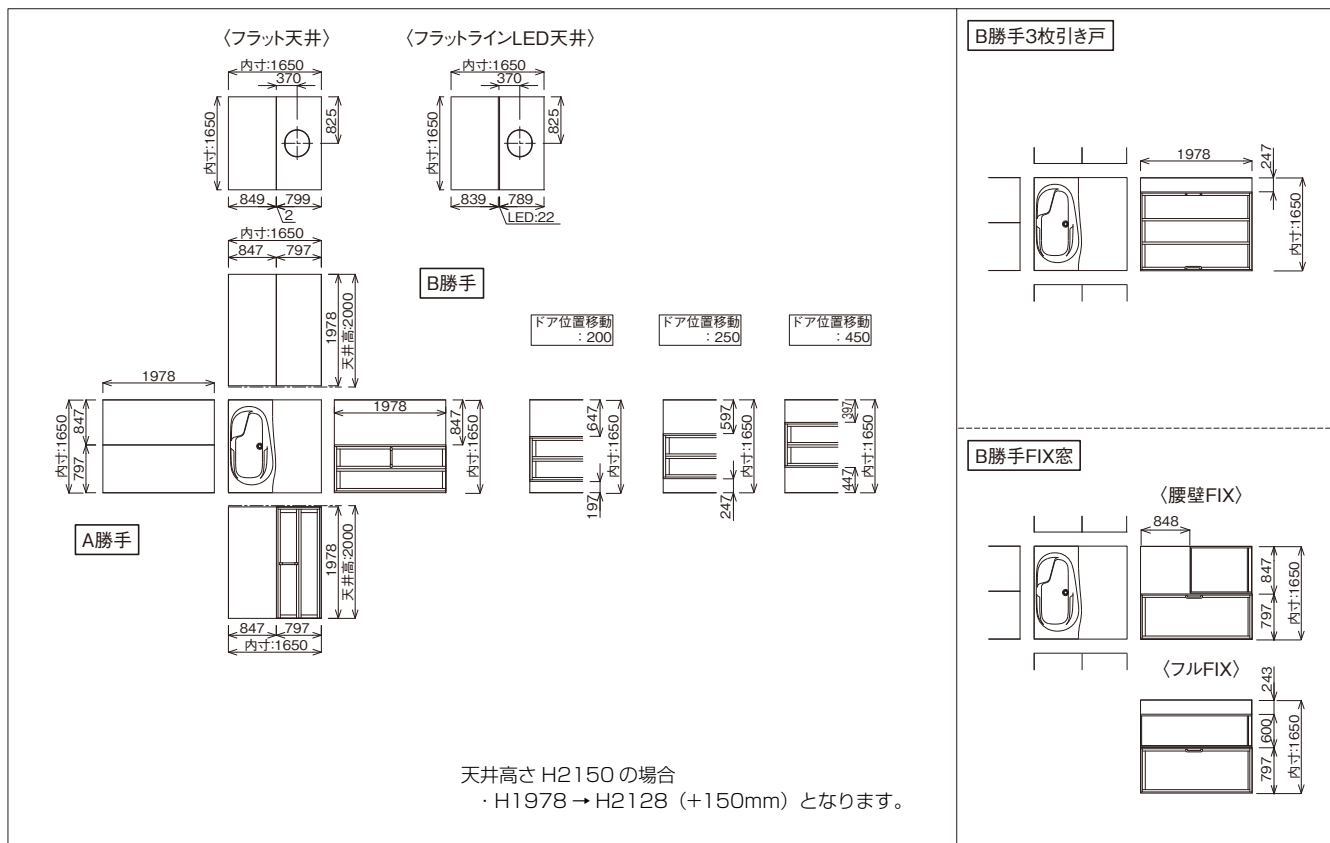 〈フラット天井〉
内寸:1650
370
内寸:1650
825
849
799
2
〈フラットラインLED天井〉
内寸:1650
370
内寸:1650
825
839
789
LED:22
内寸:1650
847
797
1978
天井高:2000
B勝手
1978
内寸:1650
847
797
1978
847
内寸:1650
A勝手
1978
天井高:2000
847
797
内寸:1650
ドア位置移動
:200
647
内寸:1650
197
ドア位置移動
:250
597
内寸:1650
247
ドア位置移動
:450
397
内寸:1650
447
天井高さ H2150 の場合
・H1978 → H2128（+150mm）となります。
B勝手3枚引き戸
1978
247
内寸:1650
B勝手FIX窓
〈腰壁FIX〉
848
847
797
内寸:1650
〈フルFIX〉
243
600
797
内寸:1650